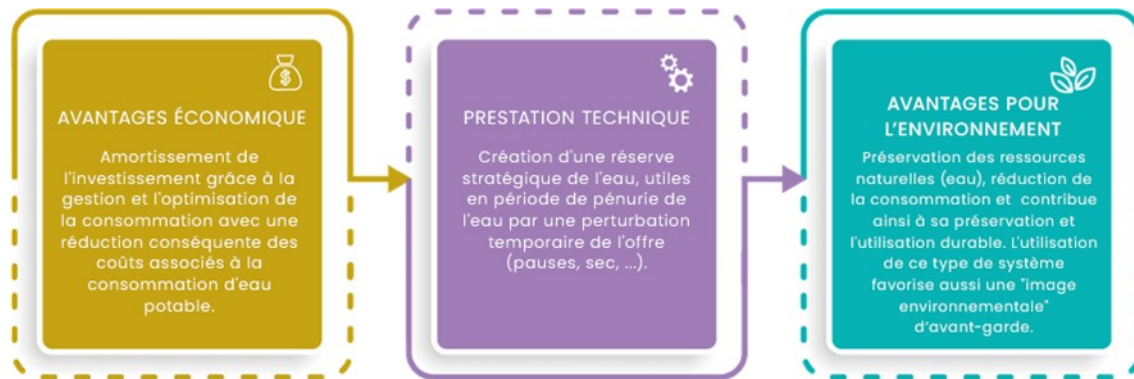 AVANTAGES ÉCONOMIQUE
Amortissement de
l'investissement grâce à la
gestion et l'optimisation de
la consommation avec une
réduction conséquente des
coûts associés à la
consommation d'eau
potable.
PRESTATION TECHNIQUE
Création d'une réserve
stratégique de l'eau, utiles
en période de pénurie de
l'eau par une perturbation
temporaire de l'offre
(pauses, sec, ...).
AVANTAGES POUR
L'ENVIRONNEMENT
Préservation des ressources
naturelles (eau), réduction de
la consommation et contribue
ainsi à sa préservation et
l'utilisation durable. L'utilisation
de ce type de système
favorise aussi une "image
environnementale"
d'avant-garde.